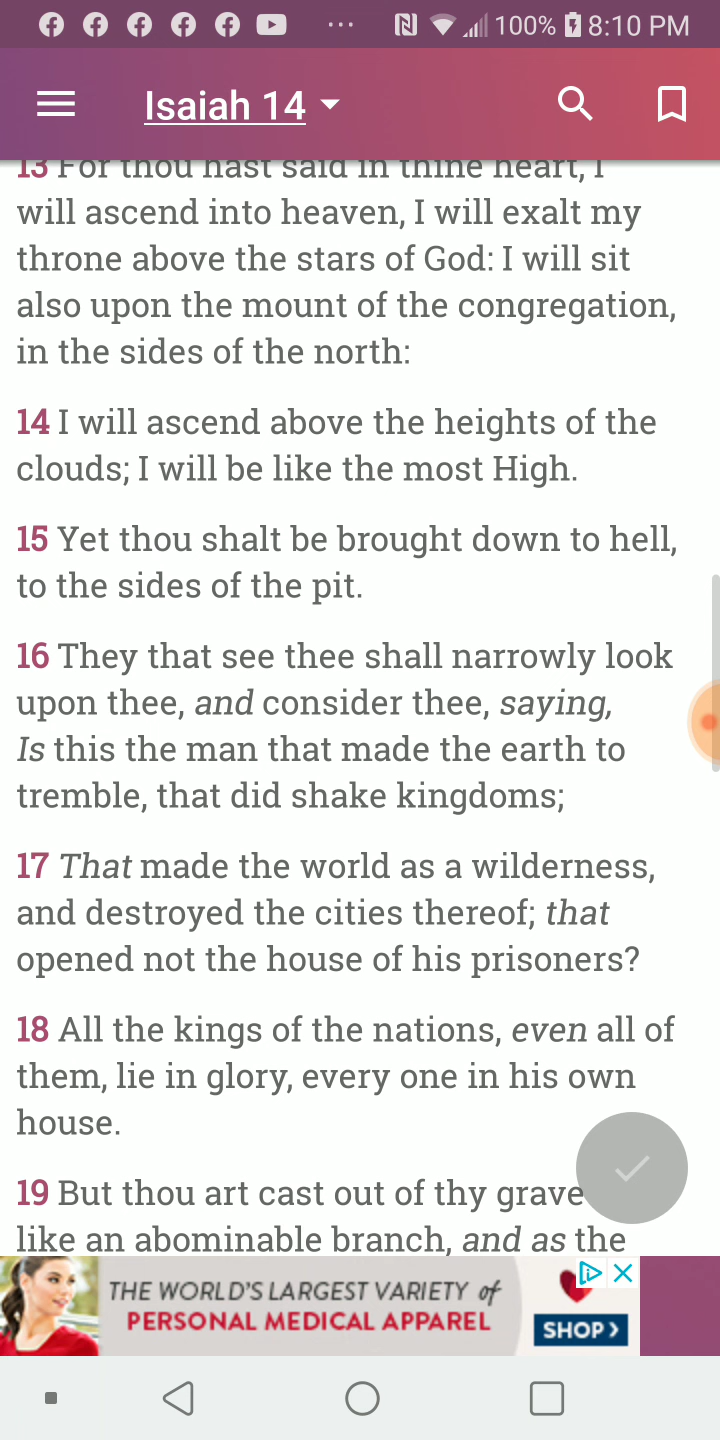 100% 8:10 PM
Isaiah 14
13 For thou hast said in thine heart, I
will ascend into heaven, I will exalt my
throne above the stars of God: I will sit
also upon the mount of the congregation,
in the sides of the north:
14 I will ascend above the heights of the
clouds; I will be like the most High.
15 Yet thou shalt be brought down to hell,
to the sides of the pit.
16 They that see thee shall narrowly look
upon thee, and consider thee, saying,
Is this the man that made the earth to
tremble, that did shake kingdoms;
17 That made the world as a wilderness,
and destroyed the cities thereof; that
opened not the house of his prisoners?
18 All the kings of the nations, even all of
them, lie in glory, every one in his own
house.
19 But thou art cast out of thy grave
like an abominable branch, and as the
THE WORLD'S LARGEST VARIETY of
PERSONAL MEDICAL APPAREL
SHOP >